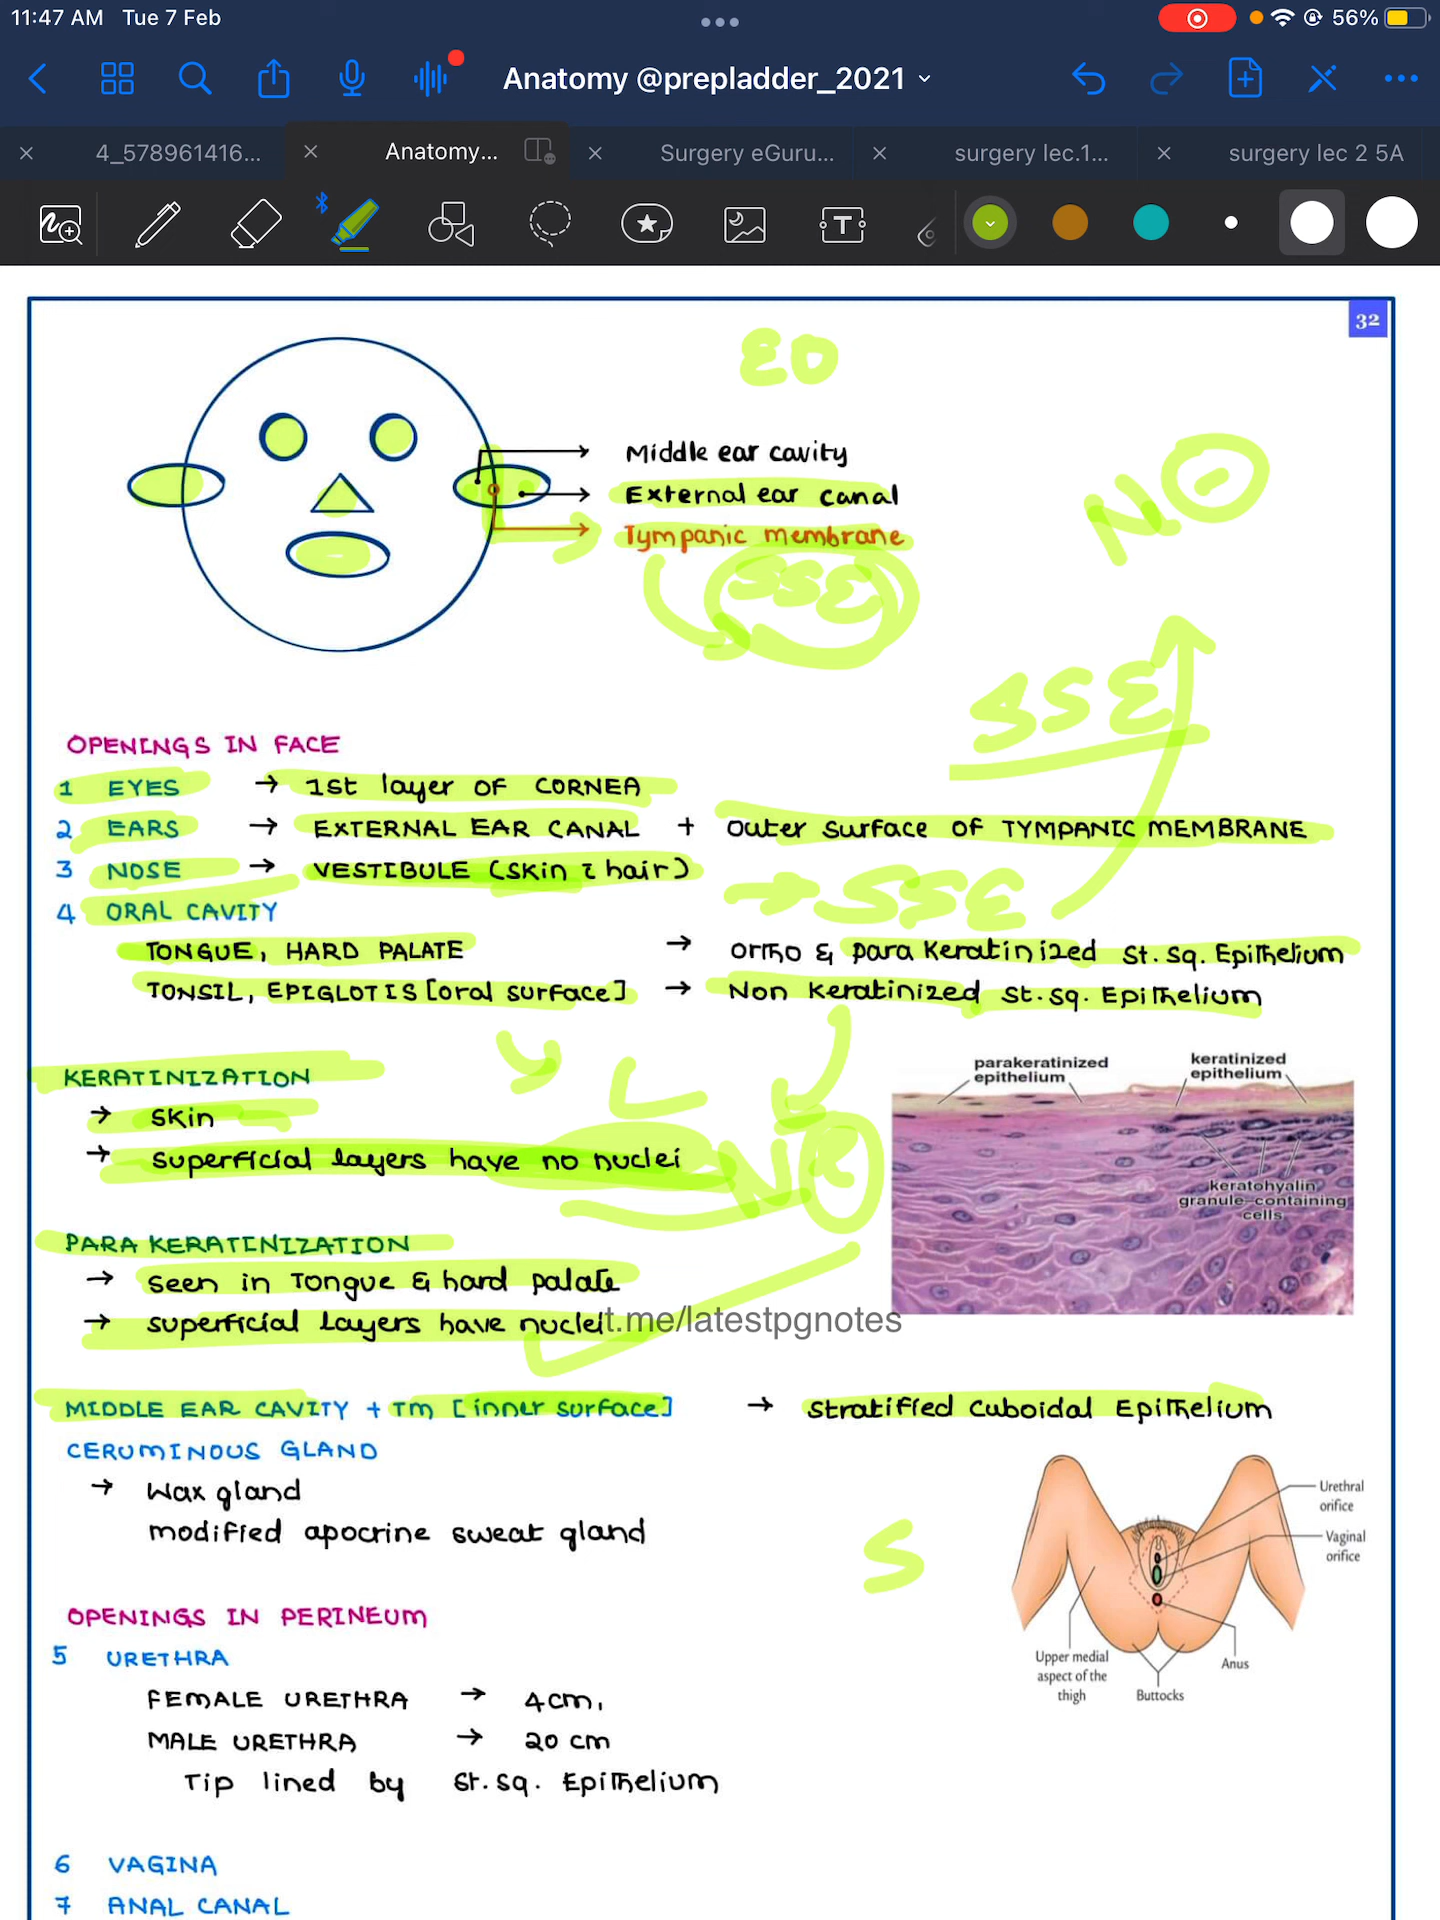 11:47 AM Tue 7 Feb
56%
Anatomy @prepladder_2021
4_578961416...
Anatomy...
Surgery eGuru...
surgery lec.1...
surgery lec 2 5A
32
Middle ear cavity
External ear canal
Tympanic membrane
SSE
SSE
OPENINGS IN FACE
1 EYES → 1st layer OF CORNEA
2 EARS → EXTERNAL EAR CANAL + Outer surface OF TYMPANIC MEMBRANE
3 NOSE → VESTIBULE (Skin c hair)
→ SSE
4 ORAL CAVITY
TONGUE, HARD PALATE → Ortho & para Keratinized St. Sq. Epithelium
TONSIL, EPIGLOTIS [oral surface] → Non Keratinized St. Sq. Epithelium
KERATINIZATION
→ Skin
→ superficial layers have no nuclei
parakeratinized epithelium
keratinized epithelium
keratohyalin granule-containing cells
PARA KERATINIZATION
→ Seen in Tongue & hard palate
→ superficial layers have nuclei
t.me/latestpgnotes
MIDDLE EAR CAVITY + TM [inner surface] → Stratified Cuboidal Epithelium
CERUMINOUS GLAND
→ Wax gland
modified apocrine sweat gland
S
Urethral orifice
Vaginal orifice
Upper medial aspect of the thigh
Buttocks
Anus
OPENINGS IN PERINEUM
5 URETHRA
FEMALE URETHRA → 4cm,
MALE URETHRA → 20 cm
Tip lined by St. Sq. Epithelium
6 VAGINA
7 ANAL CANAL